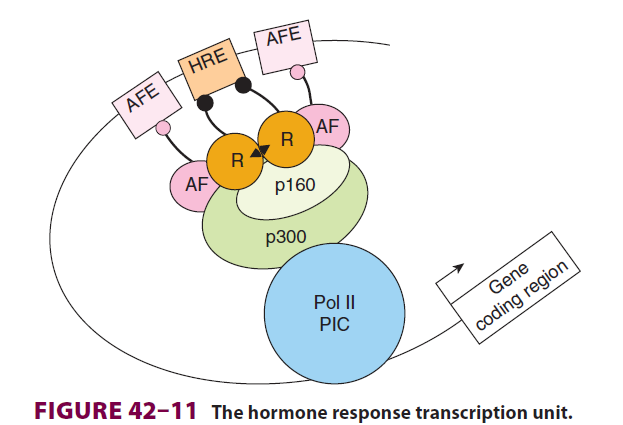 AFE
HRE
AFE
R
R
AF
AF
p160
p300
Pol II
PIC
Gene
coding region
FIGURE 42–11 The hormone response transcription unit.